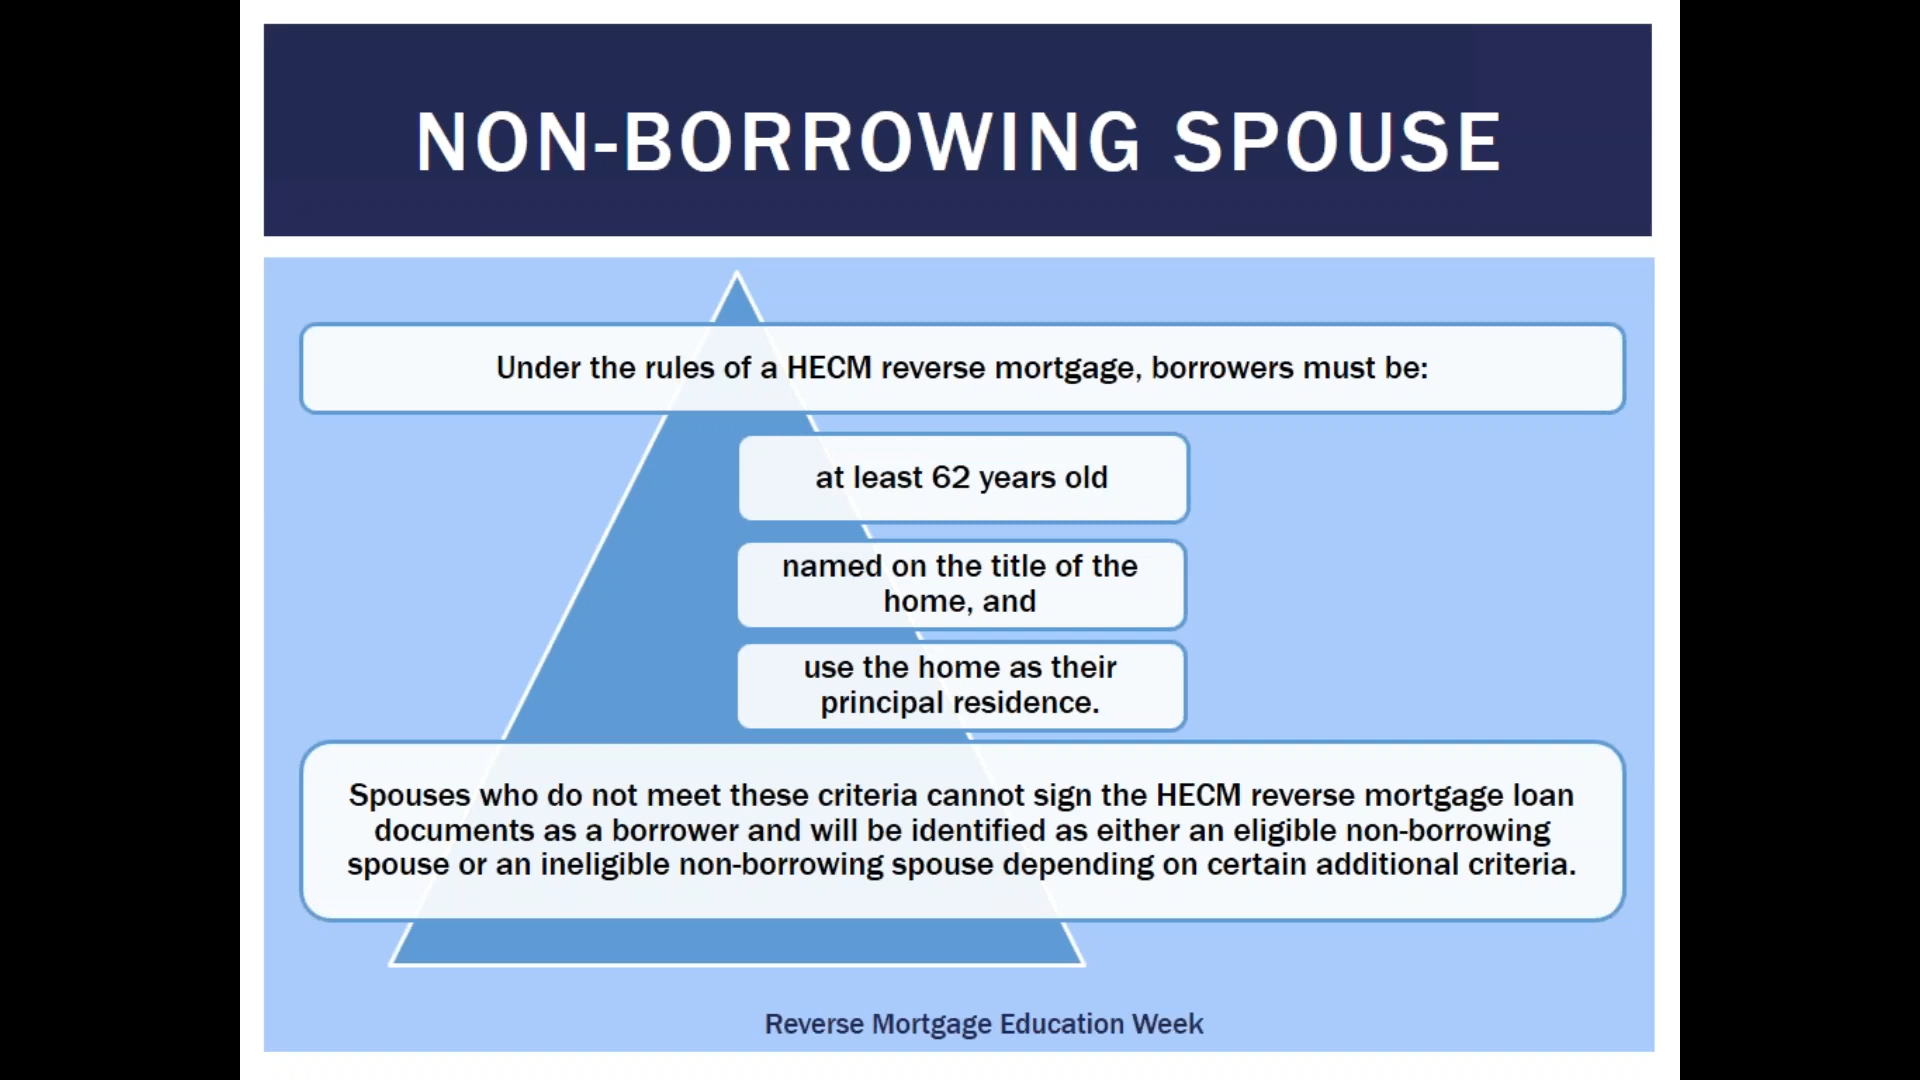 NON-BORROWING SPOUSE
Under the rules of a HECM reverse mortgage, borrowers must be:
at least 62 years old
named on the title of the
home, and
use the home as their
principal residence.
Spouses who do not meet these criteria cannot sign the HECM reverse mortgage loan
documents as a borrower and will be identified as either an eligible non-borrowing
spouse or an ineligible non-borrowing spouse depending on certain additional criteria.
Reverse Mortgage Education Week